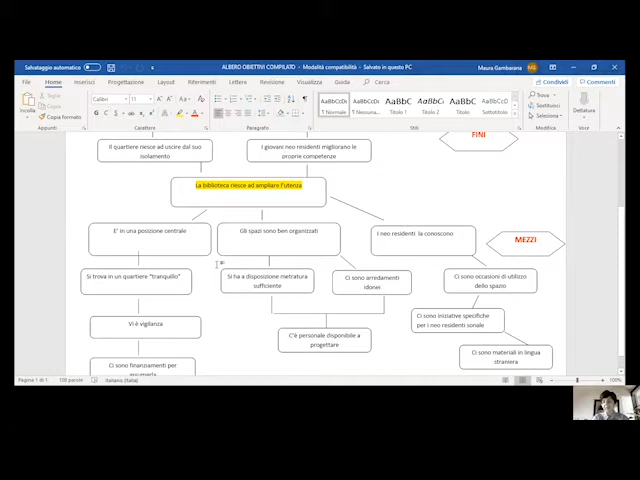 Salvataggio automatico
ALBERO OBIETTIVI COMPILATO - Modalità compatibilità - Salvato in questo PC
Maura Gambarana MG
File Home Inserisci Progettazione Layout Riferimenti Lettere Revisione Visualizza Guida Cerca Condividi Commenti
Incolla
Taglia
Copia
Copia formato
Appunti
Calibri 11
G C S
Carattere
Paragrafo
AaBbCcDc AaBbCcDc AaBbC AaBbCc AaBbC AaBbCcD
¶ Normale ¶ Nessuna... Titolo 1 Titolo 2 Titolo Sottotitolo
Stili
Trova
Sostituisci
Seleziona
Modifica
Dettatura
Voce
FINI
Il quartiere riesce ad uscire dal suo
isolamento
I giovani neo residenti migliorano le
proprie competenze
La biblioteca riesce ad ampliare l'utenza
E' in una posizione centrale
Gli spazi sono ben organizzati
I neo residenti la conoscono
MEZZI
Si trova in un quartiere "tranquillo"
Si ha a disposizione metratura
sufficiente
Ci sono arredamenti
idonei
Ci sono occasioni di utilizzo
dello spazio
Vi è vigilanza
Ci sono iniziative specifiche
per i neo residenti sonale
C'è personale disponibile a
progettare
Ci sono materiali in lingua
straniera
Ci sono finanziamenti per
Pagina 1 di 1 108 parole Italiano (Italia)
100%